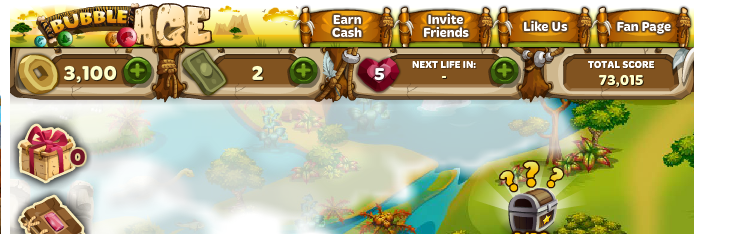 BUBBLE
AGE
Earn
Cash
Invite
Friends
Like Us
Fan Page
3,100
2
5
NEXT LIFE IN:
-
TOTAL SCORE
73,015
0
???